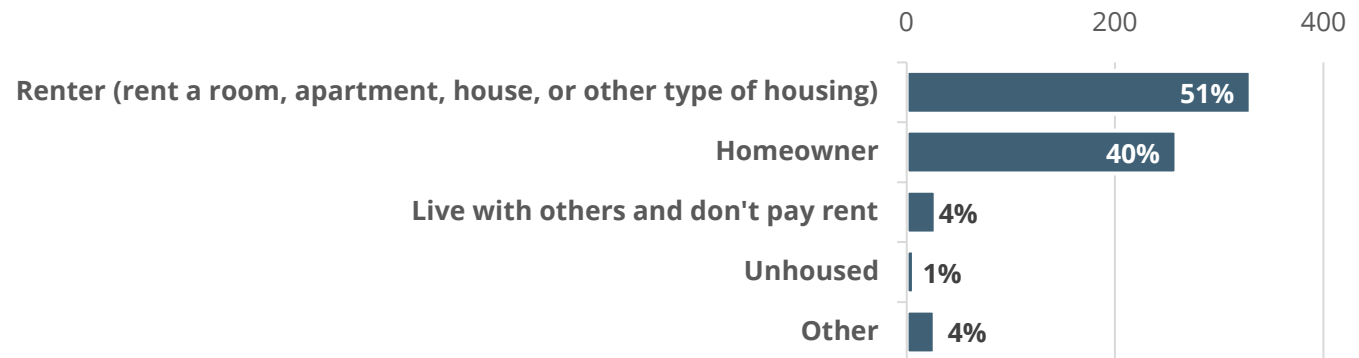 0 200 400
Renter (rent a room, apartment, house, or other type of housing) 51%
Homeowner 40%
Live with others and don't pay rent 4%
Unhoused 1%
Other 4%